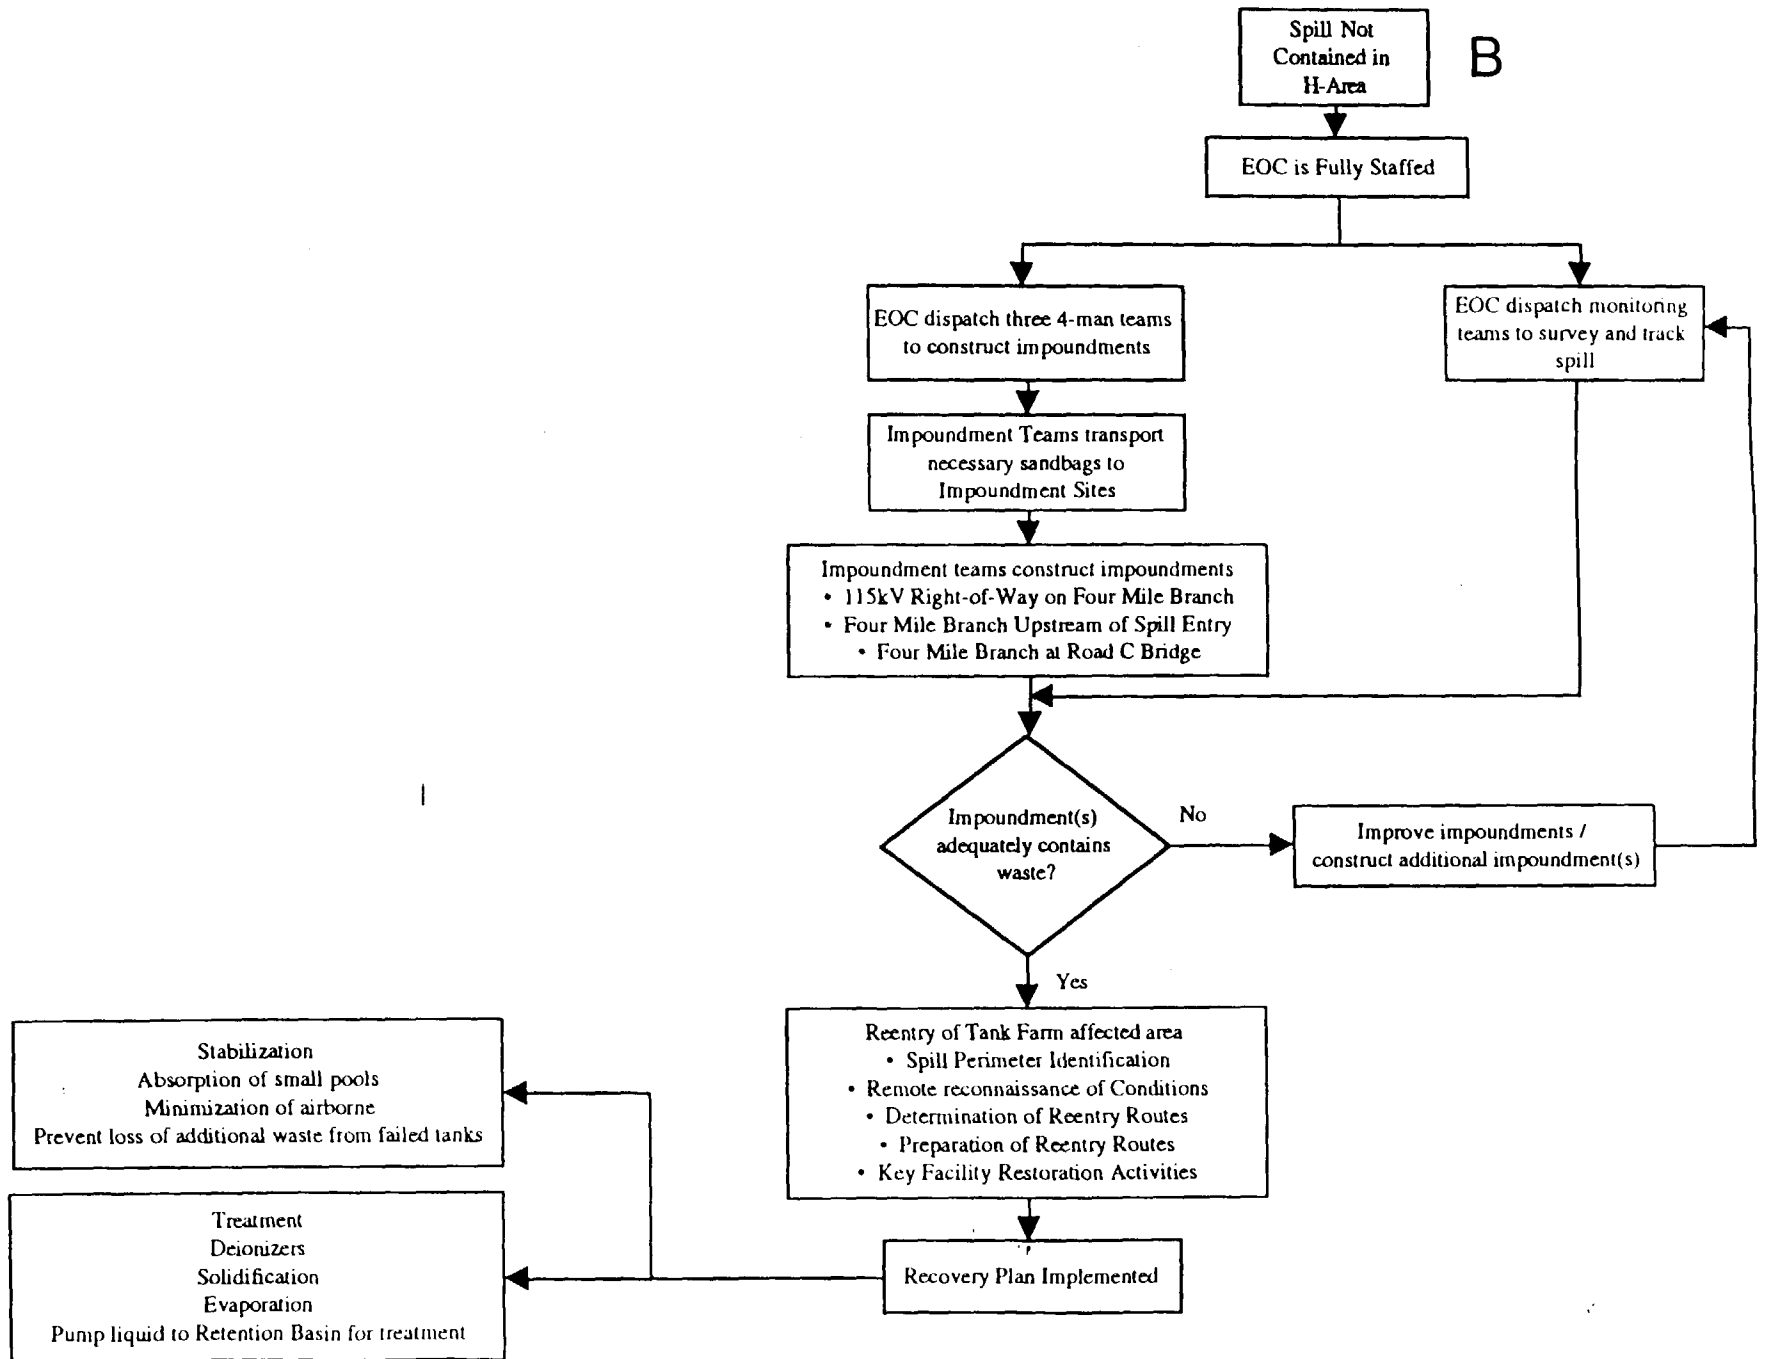 Spill Not
Contained in
H-Area
B
EOC is Fully Staffed
EOC dispatch three 4-man teams
to construct impoundments
EOC dispatch monitoring
teams to survey and track
spill
Impoundment Teams transport
necessary sandbags to
Impoundment Sites
Impoundment teams construct impoundments
• 115kV Right-of-Way on Four Mile Branch
• Four Mile Branch Upstream of Spill Entry
• Four Mile Branch at Road C Bridge
Impoundment(s)
adequately contains
waste?
No
Improve impoundments /
construct additional impoundment(s)
Yes
Reentry of Tank Farm affected area
• Spill Perimeter Identification
• Remote reconnaissance of Conditions
• Determination of Reentry Routes
• Preparation of Reentry Routes
• Key Facility Restoration Activities
Recovery Plan Implemented
Stabilization
Absorption of small pools
Minimization of airborne
Prevent loss of additional waste from failed tanks
Treatment
Deionizers
Solidification
Evaporation
Pump liquid to Retention Basin for treatment